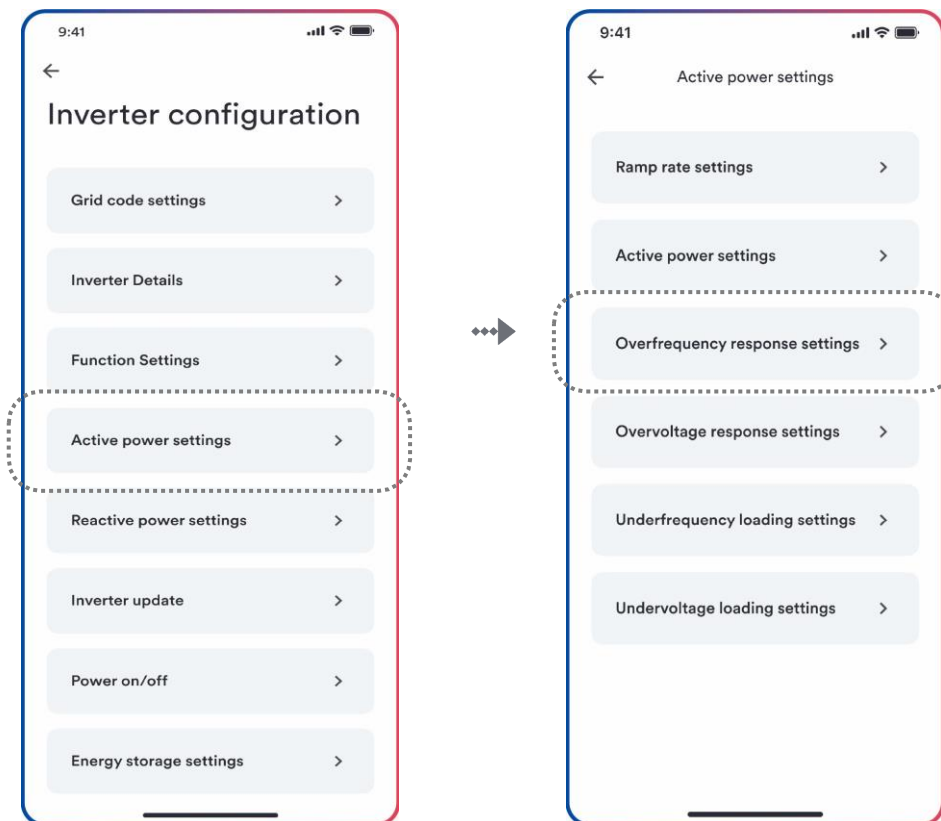 9:41
Inverter configuration
Grid code settings
Inverter Details
Function Settings
Active power settings
Reactive power settings
Inverter update
Power on/off
Energy storage settings
9:41
Active power settings
Ramp rate settings
Active power settings
Overfrequency response settings
Overvoltage response settings
Underfrequency loading settings
Undervoltage loading settings